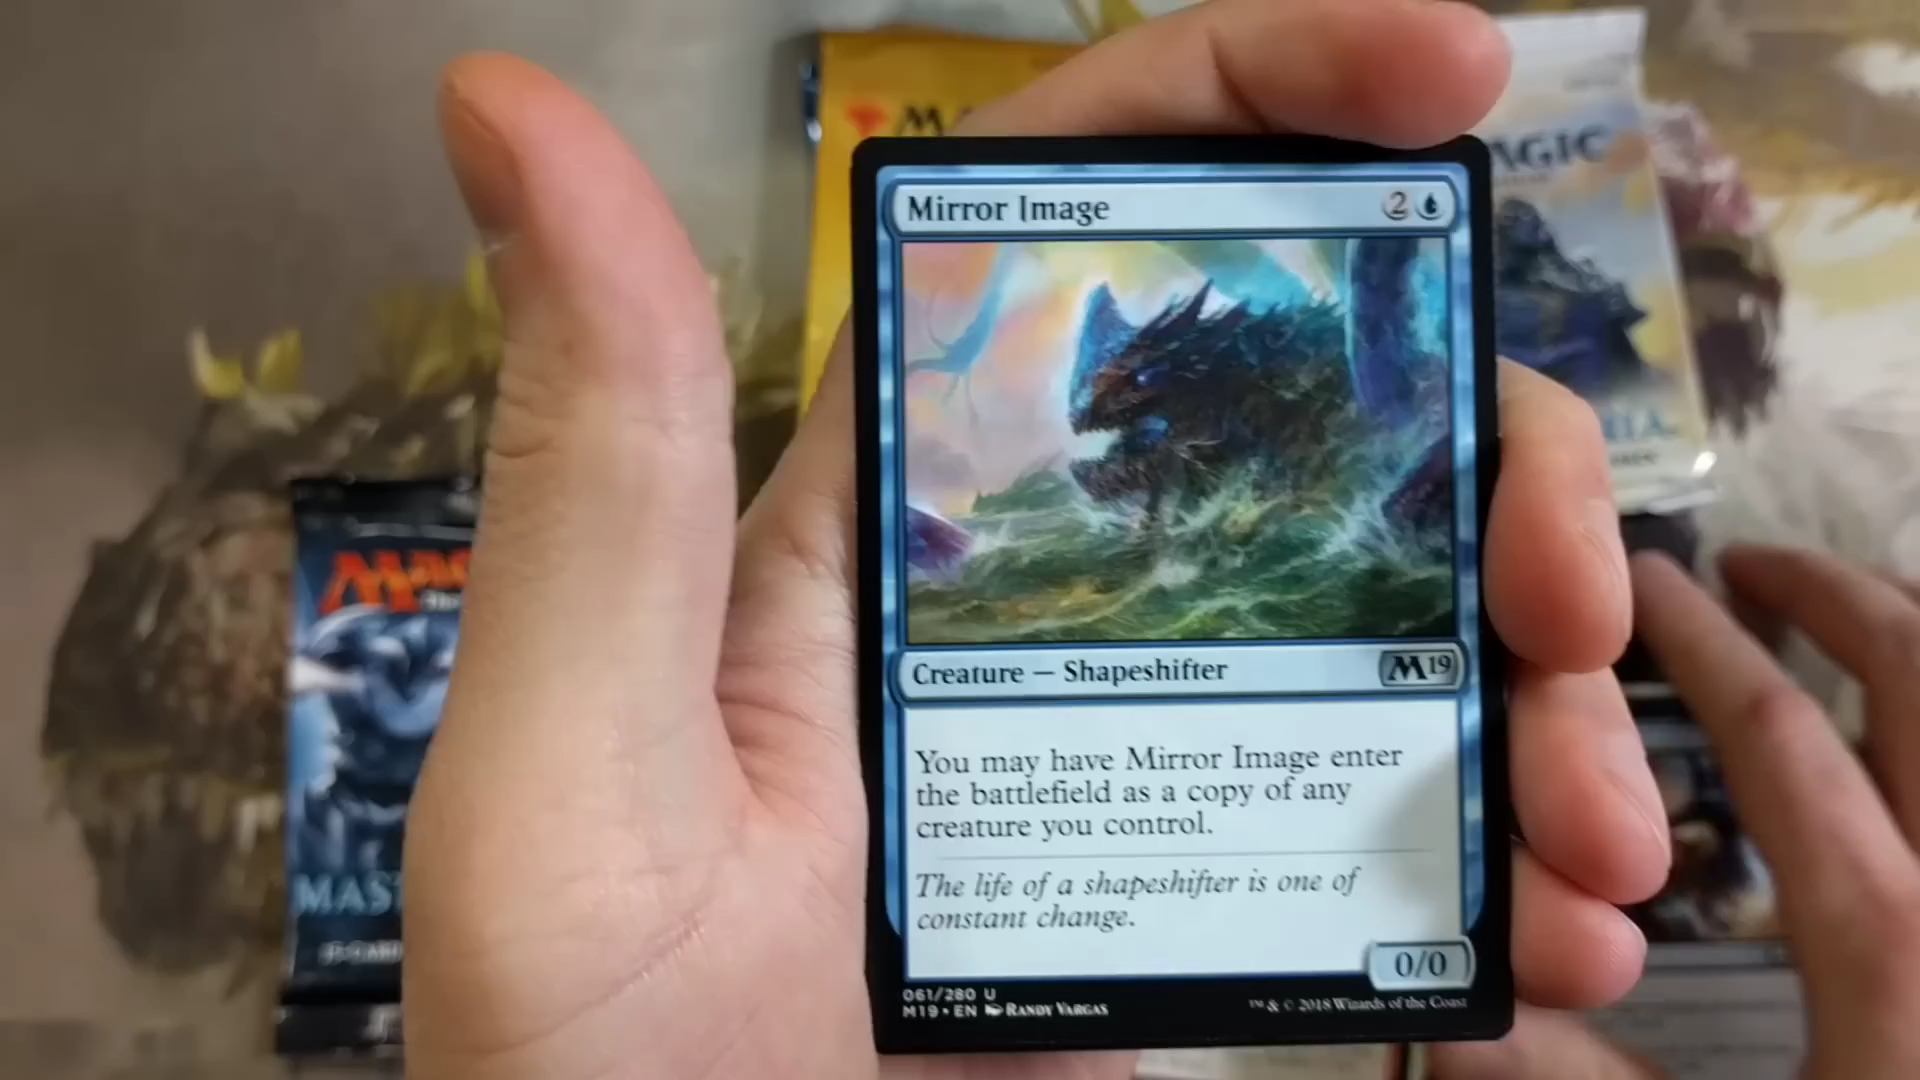 Mirror Image 2
Creature — Shapeshifter M19
You may have Mirror Image enter
the battlefield as a copy of any
creature you control.
The life of a shapeshifter is one of
constant change.
0/0
061/280 U
M19 • EN RANDY VARGAS
™ & © 2018 Wizards of the Coast